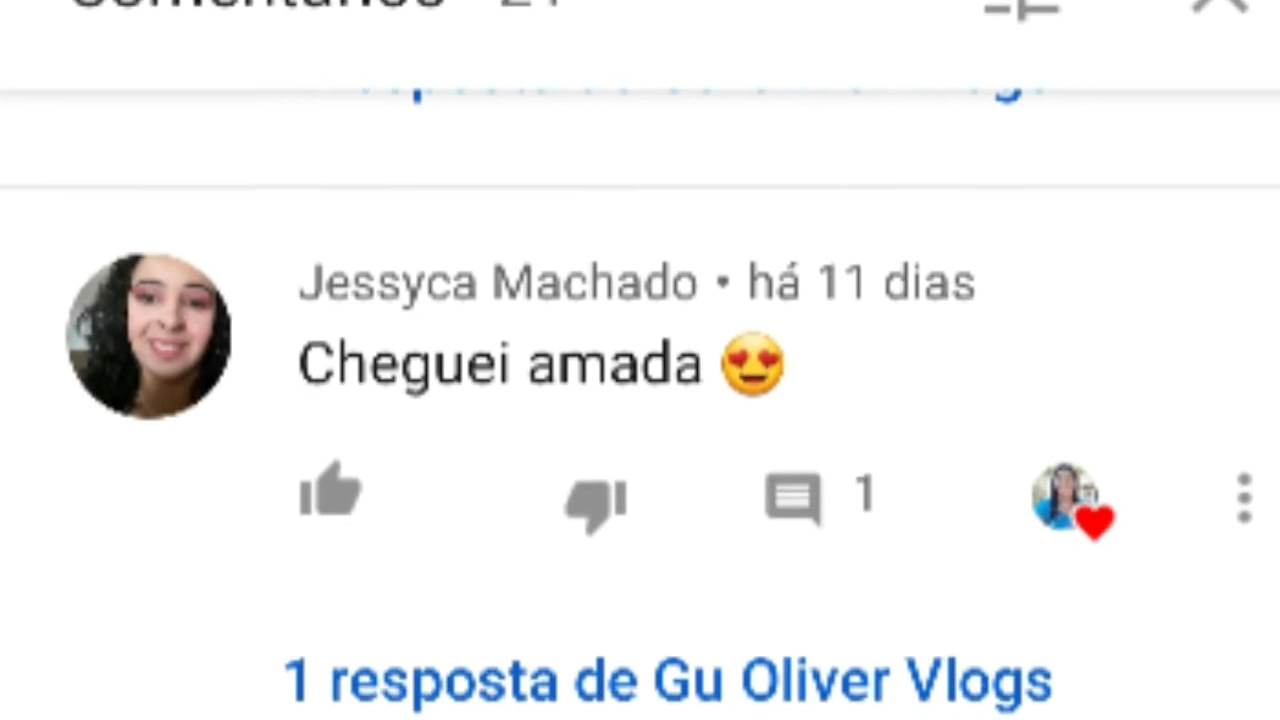 Jessyca Machado • há 11 dias
Cheguei amada 😍
1
1 resposta de Gu Oliver Vlogs